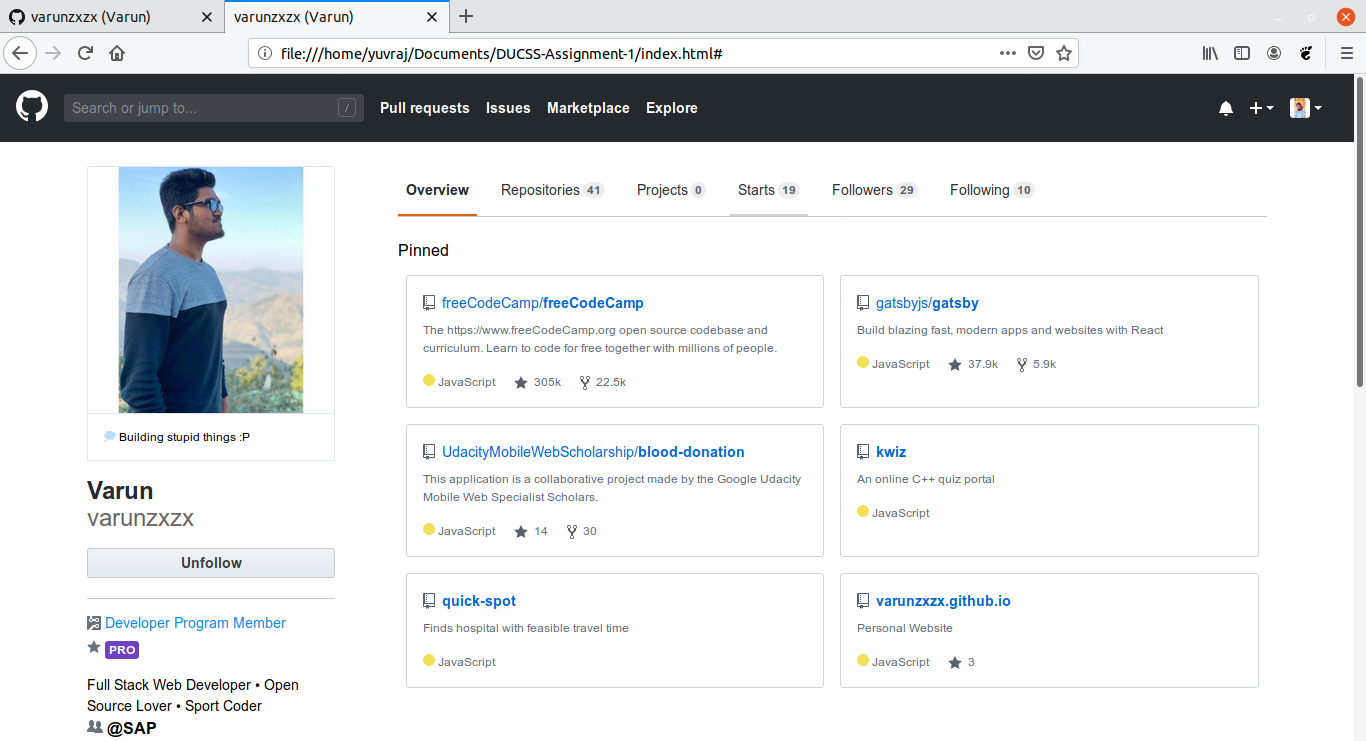 varunzxzx (Varun)
varunzxzx (Varun)
file:///home/yuvraj/Documents/DUCSS-Assignment-1/index.html#
Search or jump to...
/
Pull requests
Issues
Marketplace
Explore
Building stupid things :P
Varun
varunzxzx
Unfollow
Developer Program Member
PRO
Full Stack Web Developer • Open
Source Lover • Sport Coder
@SAP
Overview
Repositories 41
Projects 0
Starts 19
Followers 29
Following 10
Pinned
freeCodeCamp/freeCodeCamp
The https://www.freeCodeCamp.org open source codebase and
curriculum. Learn to code for free together with millions of people.
JavaScript 305k 22.5k
gatsbyjs/gatsby
Build blazing fast, modern apps and websites with React
JavaScript 37.9k 5.9k
UdacityMobileWebScholarship/blood-donation
This application is a collaborative project made by the Google Udacity
Mobile Web Specialist Scholars.
JavaScript 14 30
kwiz
An online C++ quiz portal
JavaScript
quick-spot
Finds hospital with feasible travel time
JavaScript
varunzxzx.github.io
Personal Website
JavaScript 3